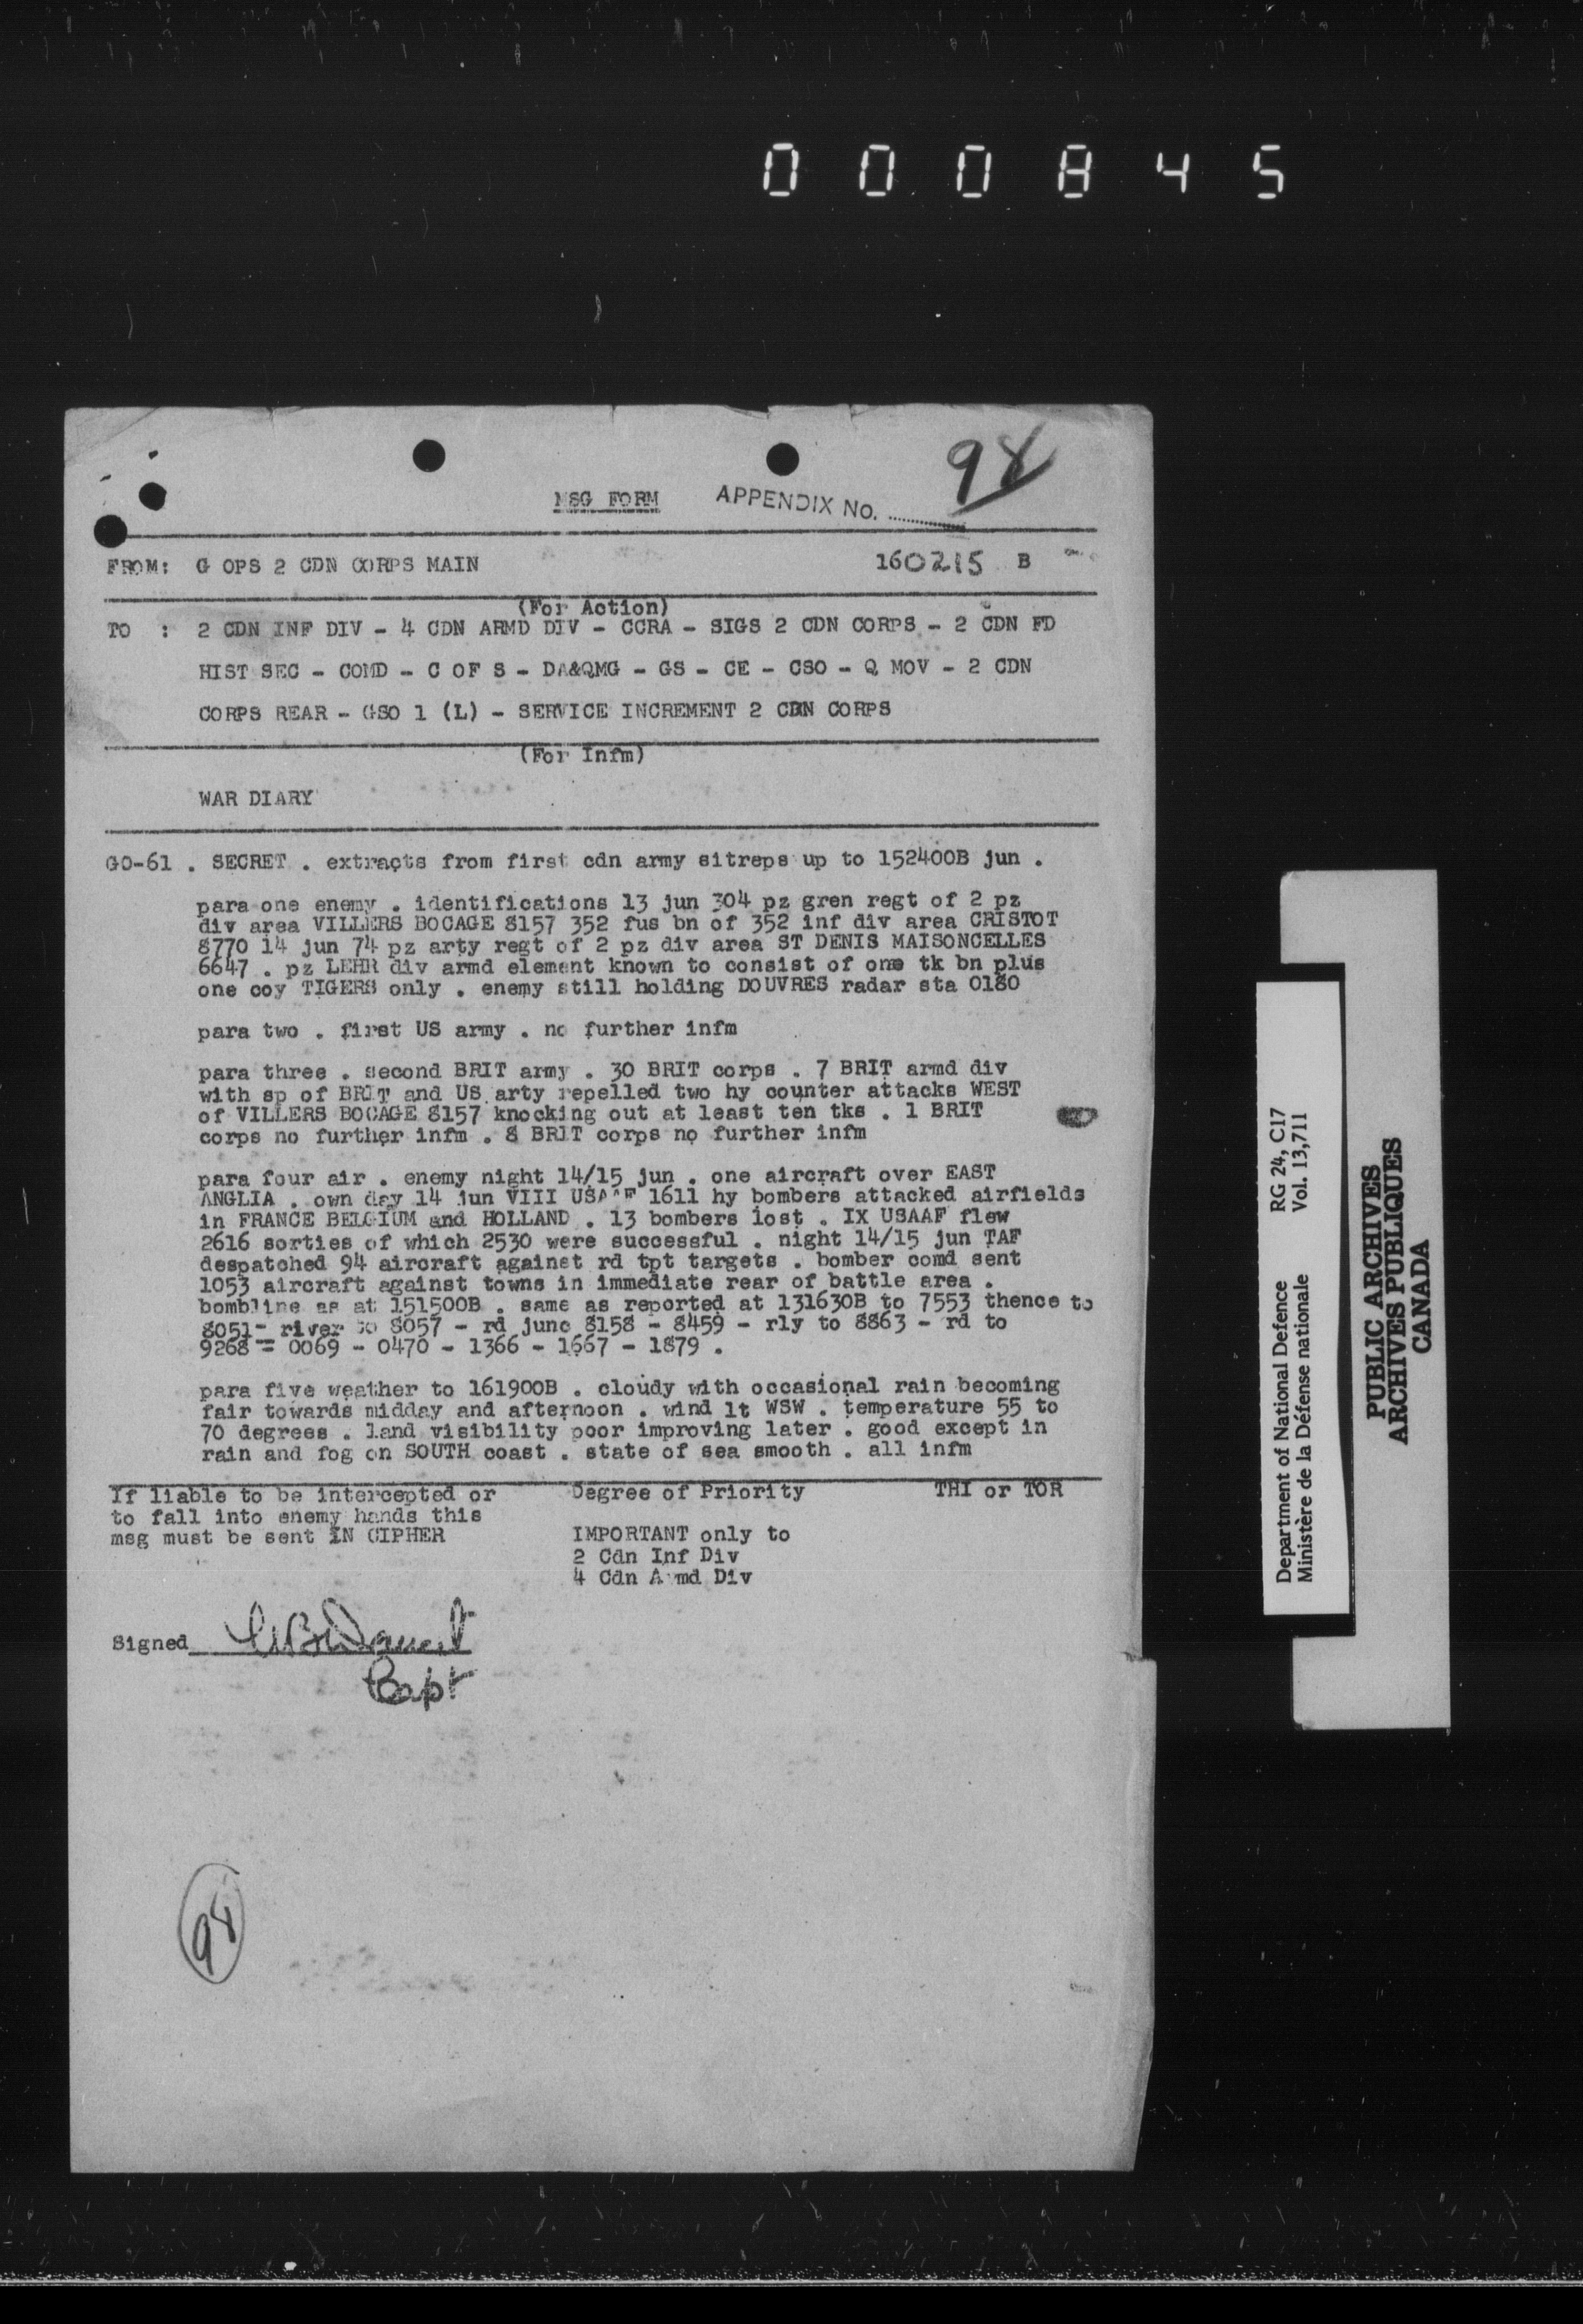 000845
98
MSG FORM APPENDIX No. ............
FROM: G OPS 2 CDN CORPS MAIN 160215 B
(For Action)
TO : 2 CDN INF DIV - 4 CDN ARMD DIV - CCRA - SIGS 2 CDN CORPS - 2 CDN FD
HIST SEC - COMD - C OF S - DA&QMG - GS - CE - CSO - Q MOV - 2 CDN
CORPS REAR - GSO 1 (L) - SERVICE INCREMENT 2 CDN CORPS
(For Infm)
WAR DIARY
GO-61 . SECRET . extracts from first cdn army sitreps up to 152400B jun .
para one enemy . identifications 13 jun 304 pz gren regt of 2 pz
div area VILLERS BOCAGE 8157 352 fus bn of 352 inf div area CRISTOT
8770 14 jun 74 pz arty regt of 2 pz div area ST DENIS MAISONCELLES
6647 . pz LEHR div armd element known to consist of one tk bn plus
one coy TIGERS only . enemy still holding DOUVRES radar sta 0180
para two . first US army . no further infm
para three . second BRIT army . 30 BRIT corps . 7 BRIT armd div
with sp of BRIT and US arty repelled two hy counter attacks WEST
of VILLERS BOCAGE 8157 knocking out at least ten tks . 1 BRIT
corps no further infm . 8 BRIT corps no further infm
para four air . enemy night 14/15 jun . one aircraft over EAST
ANGLIA . own day 14 jun VIII USAAF 1611 hy bombers attacked airfields
in FRANCE BELGIUM and HOLLAND . 13 bombers lost . IX USAAF flew
2616 sorties of which 2530 were successful . night 14/15 jun TAF
despatched 94 aircraft against rd tpt targets . bomber comd sent
1053 aircraft against towns in immediate rear of battle area .
bombline as at 151500B . same as reported at 131630B to 7553 thence to
8051 - river to 8057 - rd junc 8158 - 8459 - rly to 8863 - rd to
9268 - 0069 - 0470 - 1366 - 1667 - 1879 .
para five weather to 161900B . cloudy with occasional rain becoming
fair towards midday and afternoon . wind lt WSW . temperature 55 to
70 degrees . land visibility poor improving later . good except in
rain and fog on SOUTH coast . state of sea smooth . all infm
If liable to be intercepted or Degree of Priority THI or TOR
to fall into enemy hands this
msg must be sent IN CIPHER IMPORTANT only to
2 Cdn Inf Div
4 Cdn Armd Div
Signed
Capt
98
Department of National Defence RG 24, C17
Ministère de la Défense nationale Vol. 13,711
PUBLIC ARCHIVES
ARCHIVES PUBLIQUES
CANADA